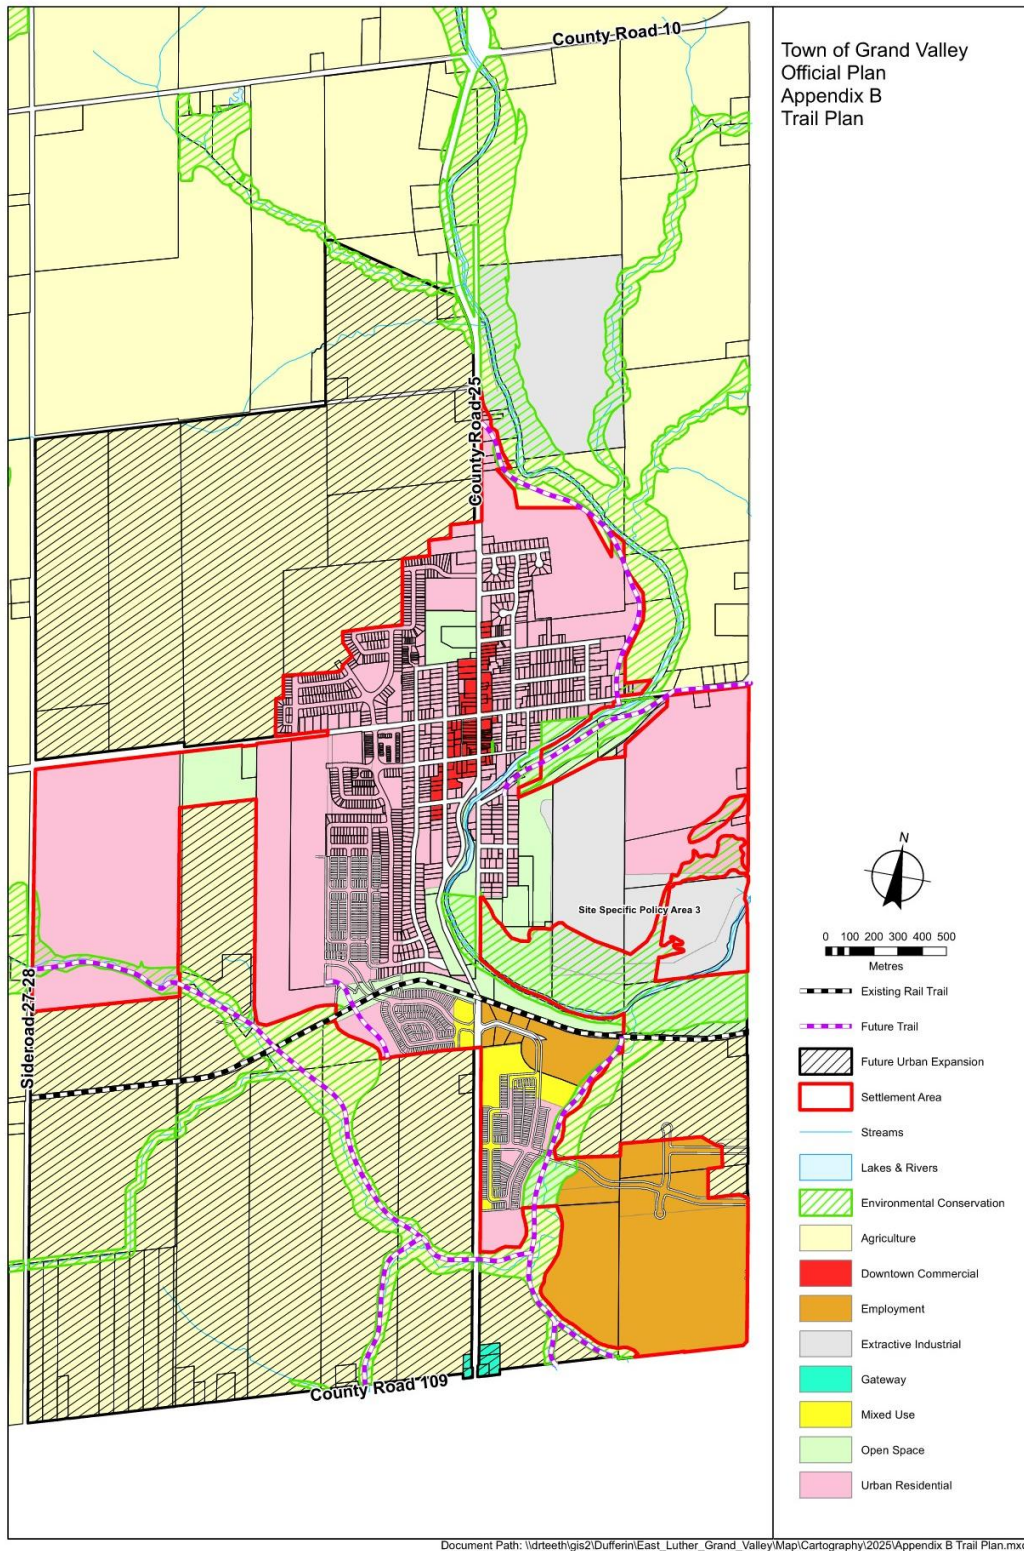 County Road 10
Town of Grand Valley
Official Plan
Appendix B
Trail Plan
County Road 25
N
Site Specific Policy Area 3
0 100 200 300 400 500
Metres
Existing Rail Trail
Sideroad 27-28
Future Trail
Future Urban Expansion
Settlement Area
Streams
Lakes & Rivers
Environmental Conservation
Agriculture
Downtown Commercial
Employment
Extractive Industrial
Gateway
County Road 109
Mixed Use
Open Space
Urban Residential
Document Path: \\drteeth\gis2\Dufferin\East_Luther_Grand_Valley\Map\Cartography\2025\Appendix B Trail Plan.mxd